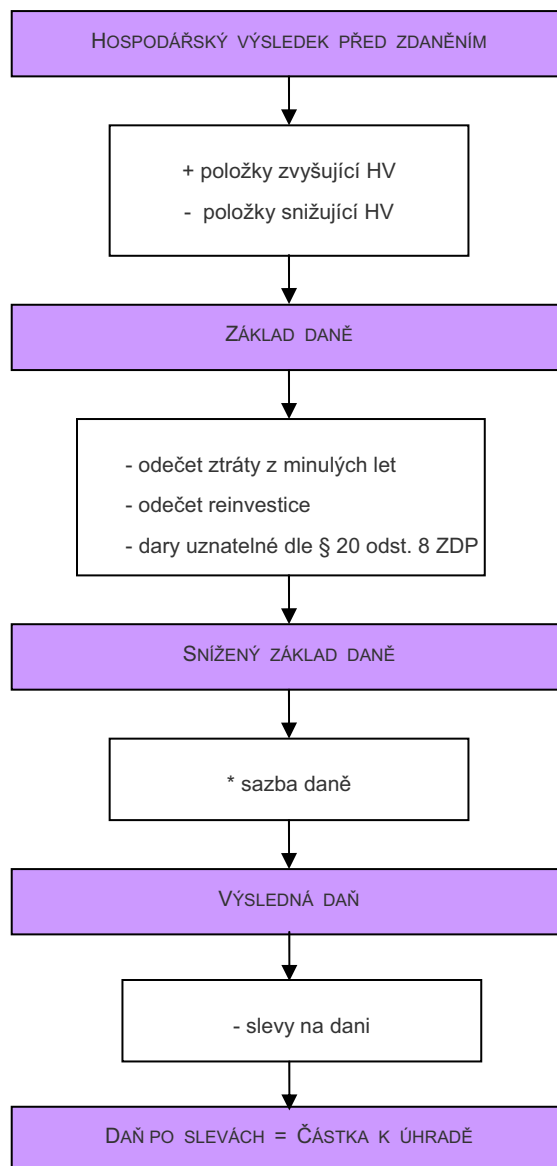 HOSPODÁŘSKÝ VÝSLEDEK PŘED ZDANĚNÍM
+ položky zvyšující HV
- položky snižující HV
ZÁKLAD DANĚ
- odečet ztráty z minulých let
- odečet reinvestice
- dary uznatelné dle § 20 odst. 8 ZDP
SNÍŽENÝ ZÁKLAD DANĚ
* sazba daně
VÝSLEDNÁ DAŇ
- slevy na dani
DAŇ PO SLEVÁCH = ČÁSTKA K ÚHRADĚ